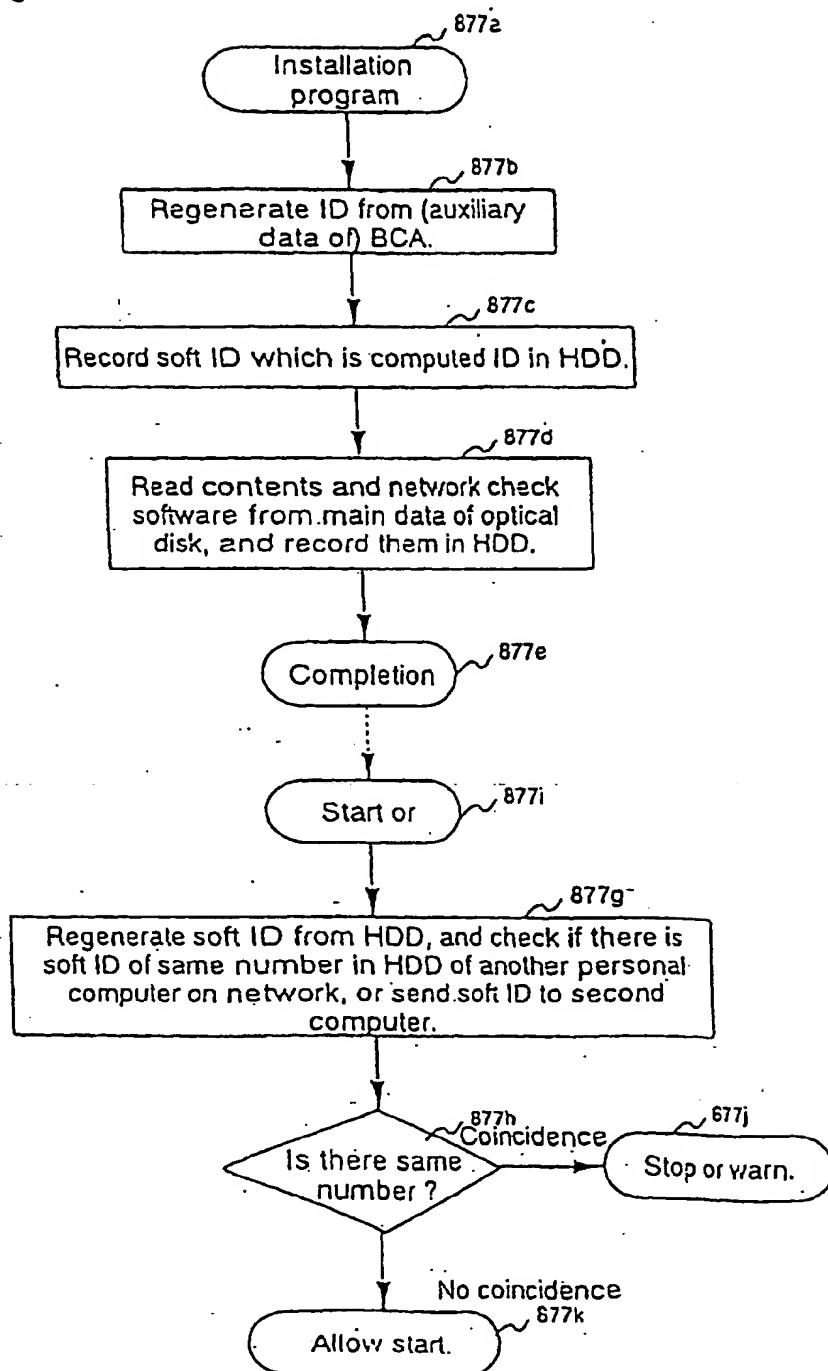 877a
Installation
program
877b
Regenerate ID from (auxiliary
data of) BCA.
877c
Record soft ID which is computed ID in HDD.
877d
Read contents and network check
software from main data of optical
disk, and record them in HDD.
877e
Completion
877i
Start or
877g
Regenerate soft ID from HDD, and check if there is
soft ID of same number in HDD of another personal
computer on network, or send soft ID to second
computer.
877h
Coincidence
677j
Is there same
number ?
Stop or warn.
No coincidence
877k
Allow start.